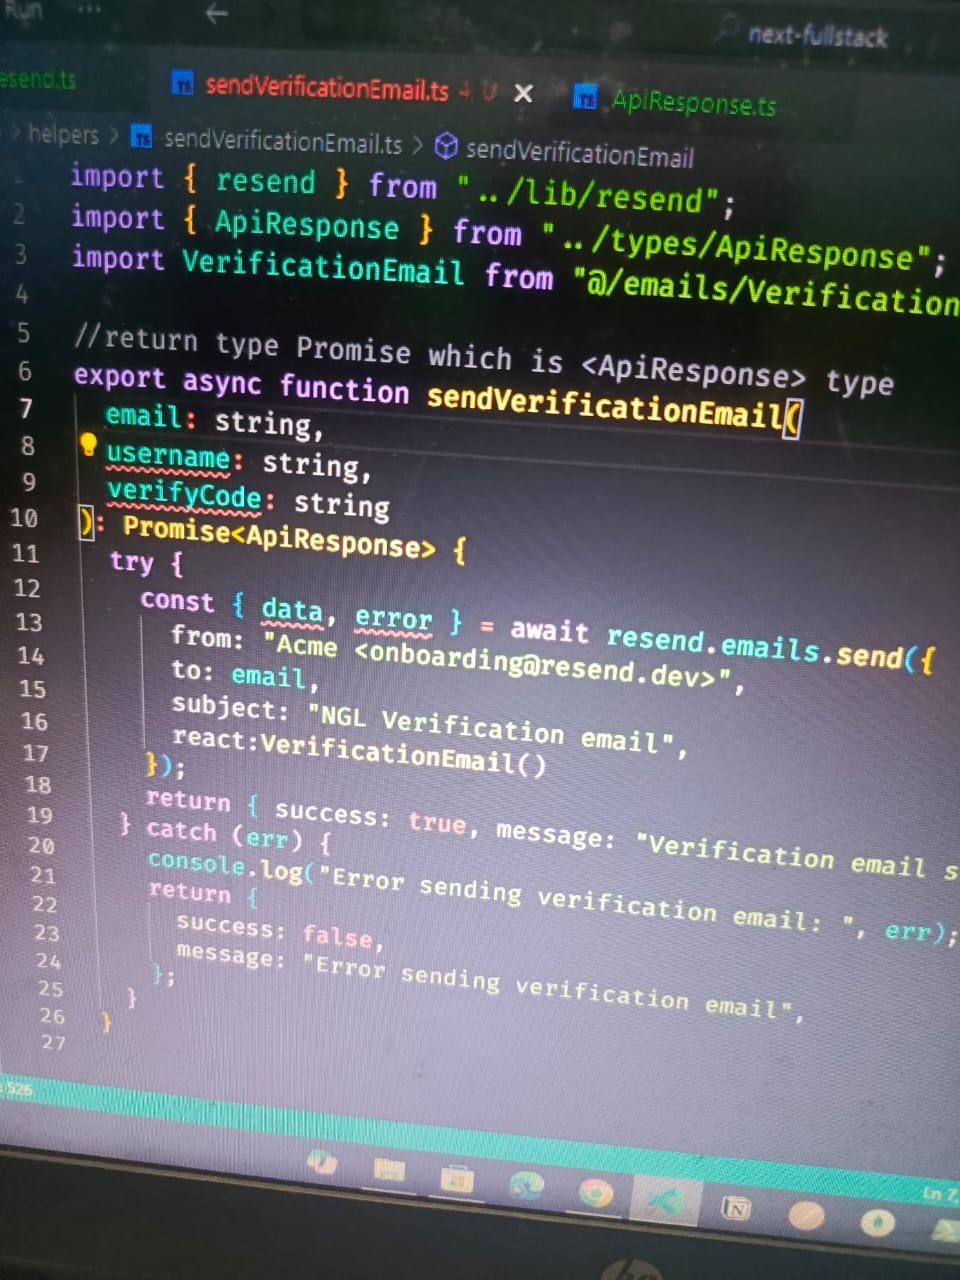 Run ...
next-fullstack
esend.ts
sendVerificationEmail.ts 4, U
ApiResponse.ts
helpers > sendVerificationEmail.ts > sendVerificationEmail
1 import { resend } from "../lib/resend";
2 import { ApiResponse } from "../types/ApiResponse";
3 import VerificationEmail from "@/emails/Verification
4
5 //return type Promise which is <ApiResponse> type
6 export async function sendVerificationEmail(
7 email: string,
8 username: string,
9 verifyCode: string
10 ): Promise<ApiResponse> {
11 try {
12 const { data, error } = await resend.emails.send({
13 from: "Acme <onboarding@resend.dev>",
14 to: email,
15 subject: "NGL Verification email",
16 react:VerificationEmail()
17 });
18 return { success: true, message: "Verification email s
19 } catch (err) {
20 console.log("Error sending verification email: ", err);
21 return {
22 success: false,
23 message: "Error sending verification email",
24 };
25 }
26 }
27
526
Ln 7,
hp